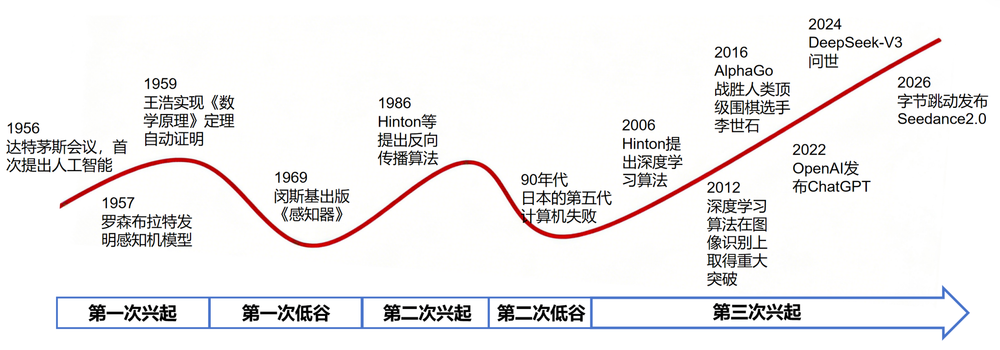 1956
达特茅斯会议，首
次提出人工智能
1957
罗森布拉特发
明感知机模型
1959
王浩实现《数
学原理》定理
自动证明
1969
闵斯基出版
《感知器》
1986
Hinton等
提出反向
传播算法
90年代
日本的第五代
计算机失败
2006
Hinton提
出深度学
习算法
2012
深度学习
算法在图
像识别上
取得重大
突破
2016
AlphaGo
战胜人类顶
级围棋选手
李世石
2022
OpenAI发
布ChatGPT
2024
DeepSeek-V3
问世
2026
字节跳动发布
Seedance2.0
第一次兴起
第一次低谷
第二次兴起
第二次低谷
第三次兴起